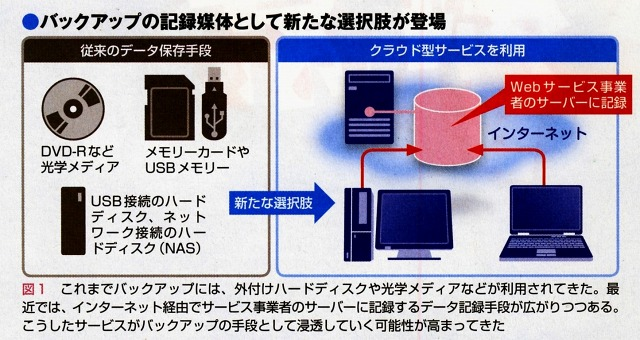 ●バックアップの記録媒体として新たな選択肢が登場
従来のデータ保存手段
DVD-Rなど
光学メディア
メモリーカードや
USBメモリー
USB接続のハード
ディスク、ネット
ワーク接続のハー
ドディスク（NAS）
新たな選択肢
クラウド型サービスを利用
Webサービス事業
者のサーバーに記録
インターネット
図1　これまでバックアップには、外付けハードディスクや光学メディアなどが利用されてきた。最
近では、インターネット経由でサービス事業者のサーバーに記録するデータ記録手段が広がりつつある。
こうしたサービスがバックアップの手段として浸透していく可能性が高まってきた